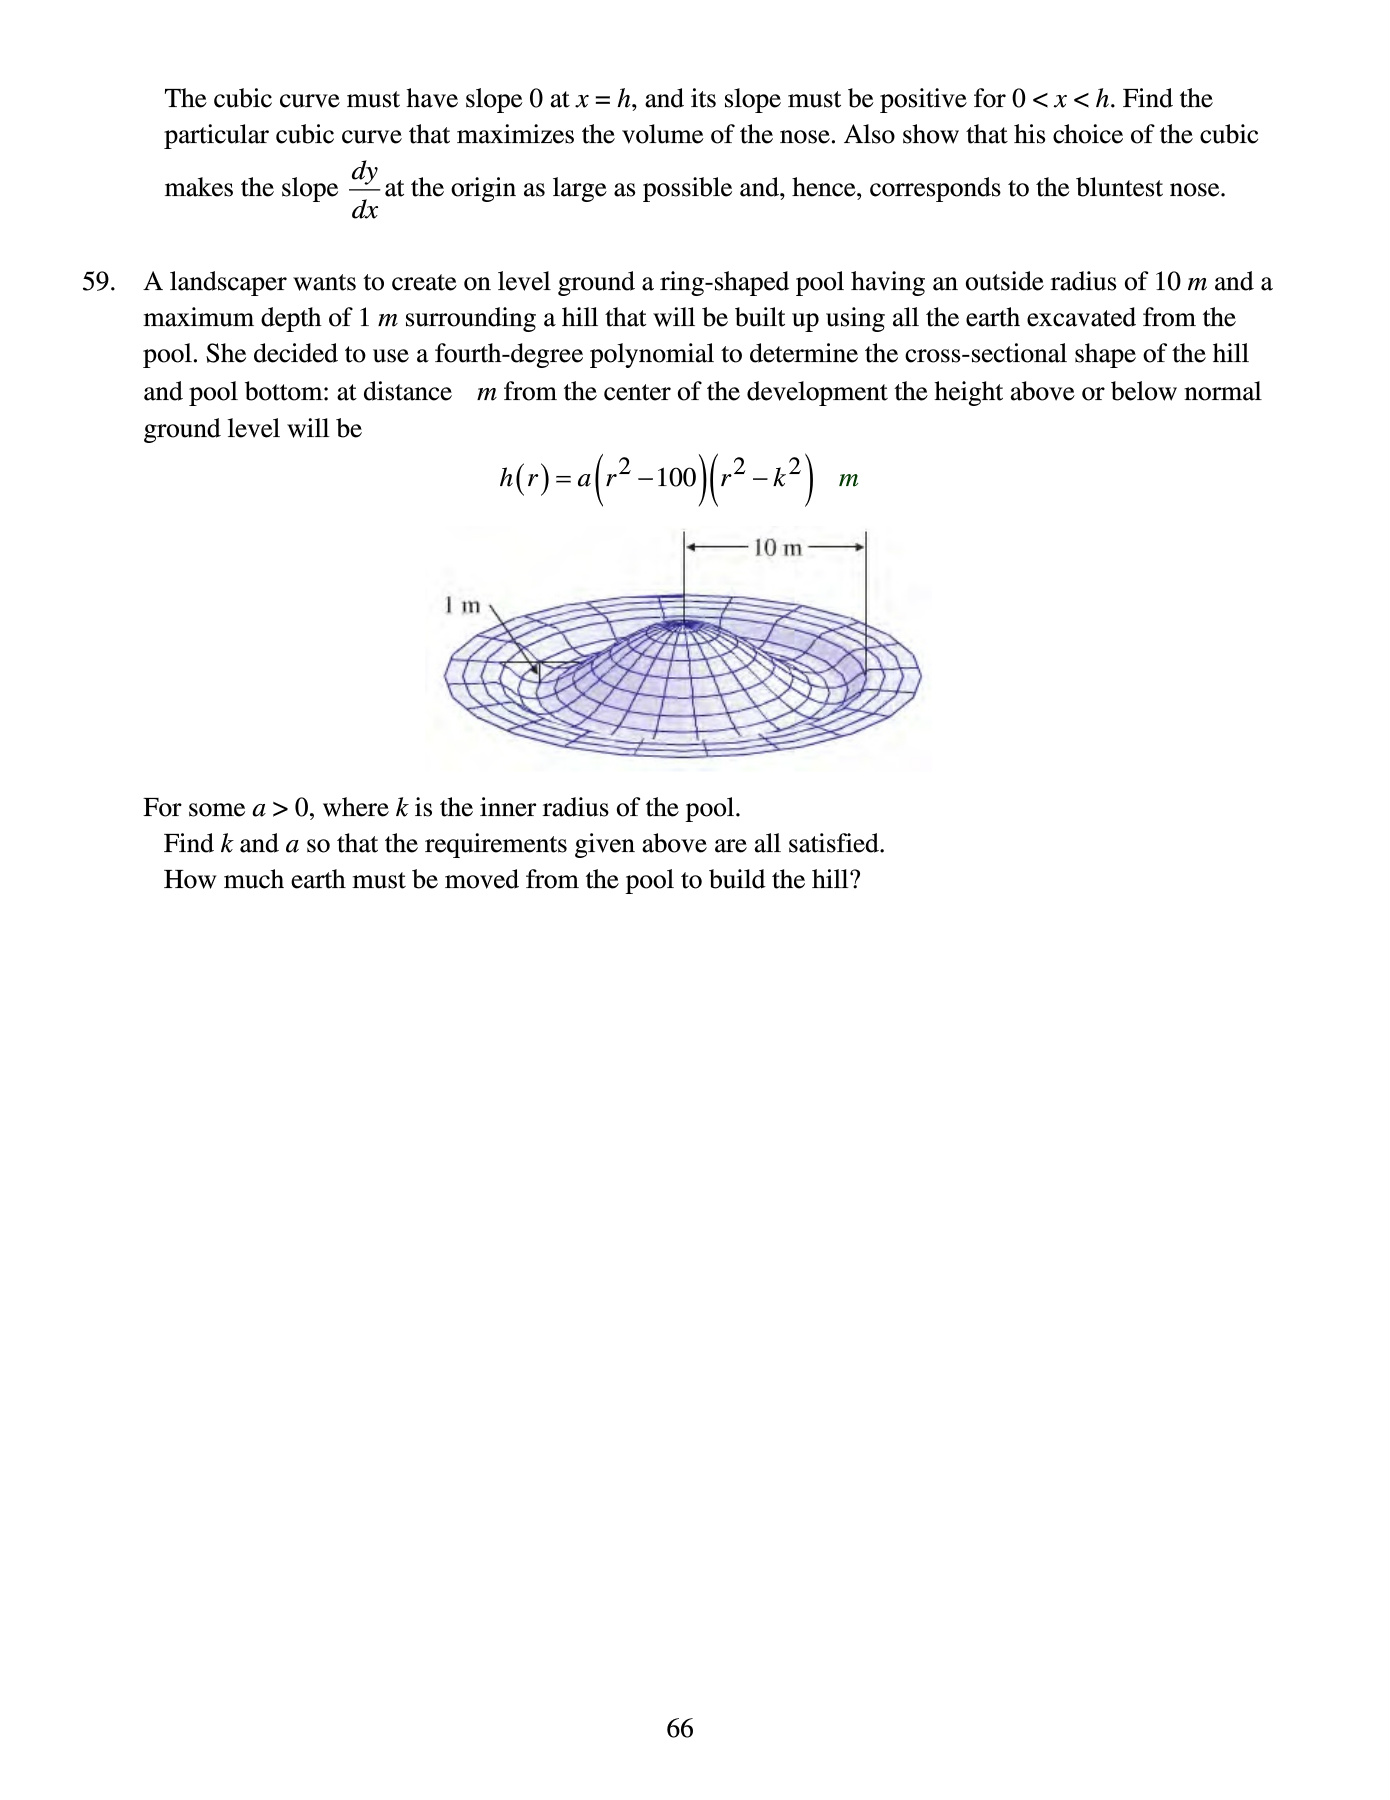 The cubic curve must have slope 0 at x = h, and its slope must be positive for 0 < x < h. Find the
particular cubic curve that maximizes the volume of the nose. Also show that his choice of the cubic
makes the slope dy/dx at the origin as large as possible and, hence, corresponds to the bluntest nose.
59. A landscaper wants to create on level ground a ring-shaped pool having an outside radius of 10 m and a
maximum depth of 1 m surrounding a hill that will be built up using all the earth excavated from the
pool. She decided to use a fourth-degree polynomial to determine the cross-sectional shape of the hill
and pool bottom: at distance m from the center of the development the height above or below normal
ground level will be
h(r) = a(r² – 100)(r² – k²) m
10 m
1 m
For some a > 0, where k is the inner radius of the pool.
Find k and a so that the requirements given above are all satisfied.
How much earth must be moved from the pool to build the hill?
66